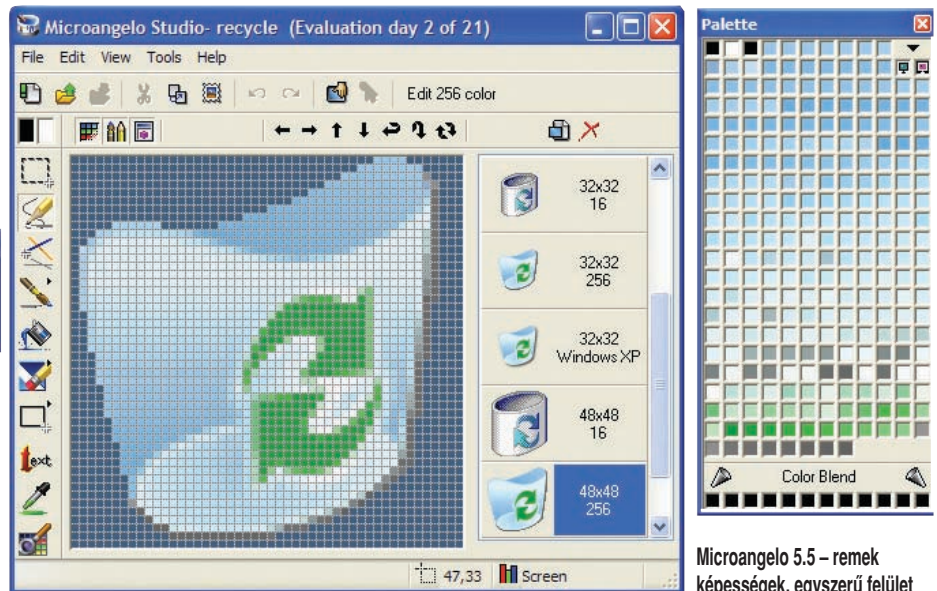 Microangelo Studio- recycle (Evaluation day 2 of 21)
File Edit View Tools Help
Edit 256 color
32x32
16
32x32
256
32x32
Windows XP
48x48
16
48x48
256
text
47,33 Screen
Palette
Color Blend
Microangelo 5.5 – remek
képességek, egyszerű felület